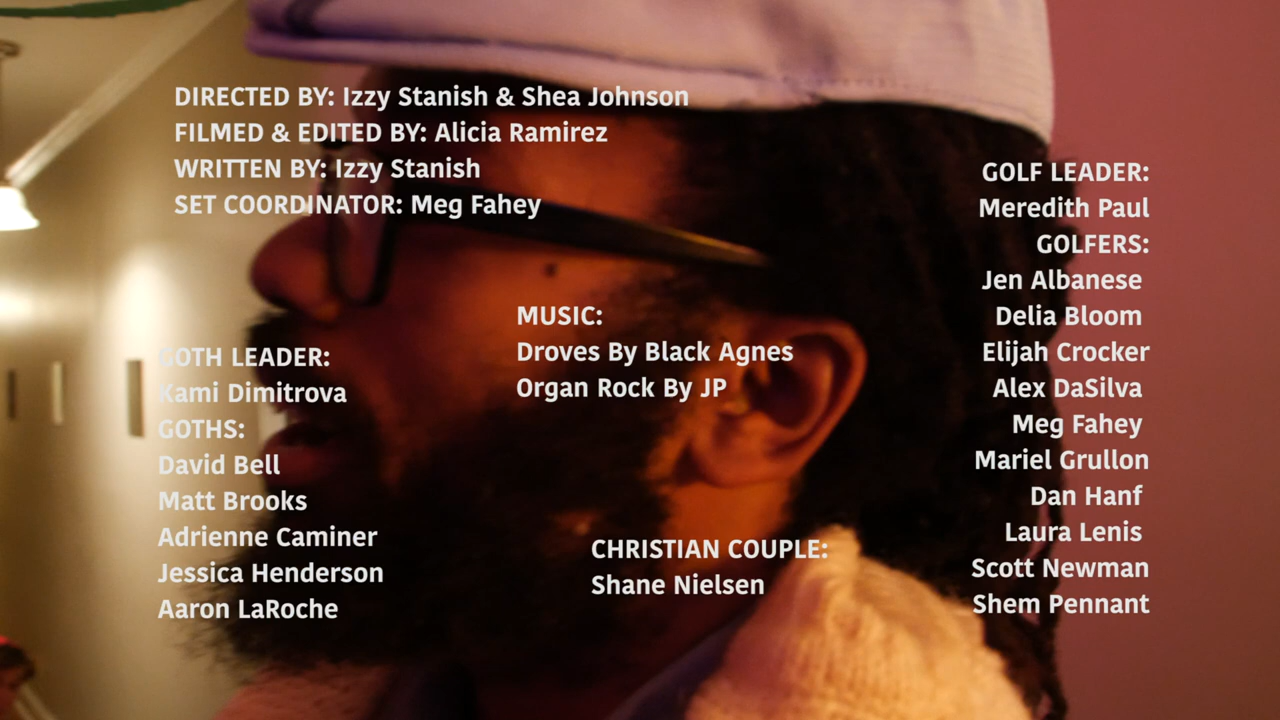 DIRECTED BY: Izzy Stanish & Shea Johnson
FILMED & EDITED BY: Alicia Ramirez
WRITTEN BY: Izzy Stanish
SET COORDINATOR: Meg Fahey
GOTH LEADER:
Kami Dimitrova
GOTHS:
David Bell
Matt Brooks
Adrienne Caminer
Jessica Henderson
Aaron LaRoche
MUSIC:
Droves By Black Agnes
Organ Rock By JP
CHRISTIAN COUPLE:
Shane Nielsen
GOLF LEADER:
Meredith Paul
GOLFERS:
Jen Albanese
Delia Bloom
Elijah Crocker
Alex DaSilva
Meg Fahey
Mariel Grullon
Dan Hanf
Laura Lenis
Scott Newman
Shem Pennant